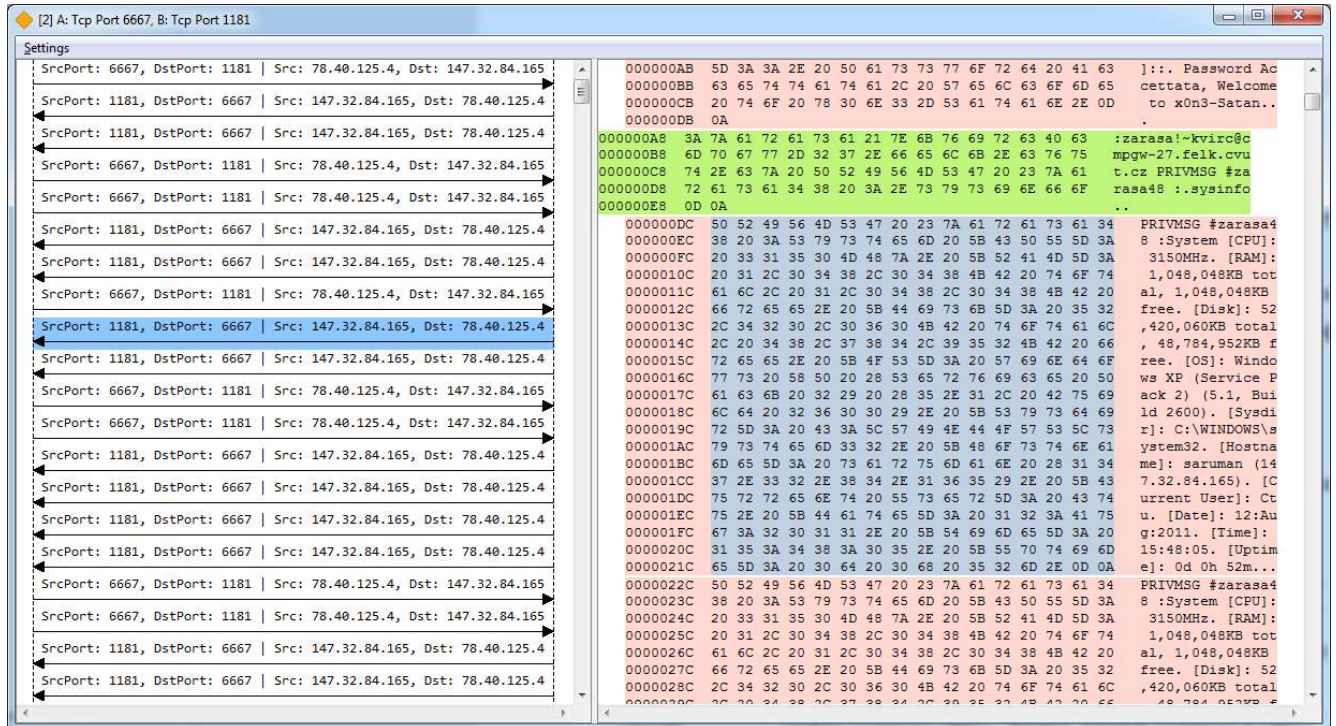 [2] A: Tcp Port 6667, B: Tcp Port 1181
Settings
SrcPort: 6667, DstPort: 1181 | Src: 78.40.125.4, Dst: 147.32.84.165
SrcPort: 1181, DstPort: 6667 | Src: 147.32.84.165, Dst: 78.40.125.4
SrcPort: 1181, DstPort: 6667 | Src: 147.32.84.165, Dst: 78.40.125.4
SrcPort: 6667, DstPort: 1181 | Src: 78.40.125.4, Dst: 147.32.84.165
SrcPort: 6667, DstPort: 1181 | Src: 78.40.125.4, Dst: 147.32.84.165
SrcPort: 1181, DstPort: 6667 | Src: 147.32.84.165, Dst: 78.40.125.4
SrcPort: 1181, DstPort: 6667 | Src: 147.32.84.165, Dst: 78.40.125.4
SrcPort: 6667, DstPort: 1181 | Src: 78.40.125.4, Dst: 147.32.84.165
SrcPort: 1181, DstPort: 6667 | Src: 147.32.84.165, Dst: 78.40.125.4
SrcPort: 1181, DstPort: 6667 | Src: 147.32.84.165, Dst: 78.40.125.4
SrcPort: 6667, DstPort: 1181 | Src: 78.40.125.4, Dst: 147.32.84.165
SrcPort: 6667, DstPort: 1181 | Src: 78.40.125.4, Dst: 147.32.84.165
SrcPort: 1181, DstPort: 6667 | Src: 147.32.84.165, Dst: 78.40.125.4
SrcPort: 1181, DstPort: 6667 | Src: 147.32.84.165, Dst: 78.40.125.4
SrcPort: 1181, DstPort: 6667 | Src: 147.32.84.165, Dst: 78.40.125.4
SrcPort: 1181, DstPort: 6667 | Src: 147.32.84.165, Dst: 78.40.125.4
SrcPort: 6667, DstPort: 1181 | Src: 78.40.125.4, Dst: 147.32.84.165
SrcPort: 6667, DstPort: 1181 | Src: 78.40.125.4, Dst: 147.32.84.165
SrcPort: 1181, DstPort: 6667 | Src: 147.32.84.165, Dst: 78.40.125.4
SrcPort: 1181, DstPort: 6667 | Src: 147.32.84.165, Dst: 78.40.125.4
000000AB 5D 3A 3A 2E 20 50 61 73 73 77 6F 72 64 20 41 63 ]::. Password Ac
000000BB 63 65 74 74 61 74 61 2C 20 57 65 6C 63 6F 6D 65 cettata, Welcome
000000CB 20 74 6F 20 78 30 6E 33 2D 53 61 74 61 6E 2E 0D to x0n3-Satan..
000000DB 0A .
000000A8 3A 7A 61 72 61 73 61 21 7E 6B 76 69 72 63 40 63 :zarasa!~kvirc@c
000000B8 6D 70 67 77 2D 32 37 2E 66 65 6C 6B 2E 63 76 75 mpgw-27.felk.cvu
000000C8 74 2E 63 7A 20 50 52 49 56 4D 53 47 20 23 7A 61 t.cz PRIVMSG #za
000000D8 72 61 73 61 34 38 20 3A 2E 73 79 73 69 6E 66 6F rasa48 :.sysinfo
000000E8 0D 0A ..
000000DC 50 52 49 56 4D 53 47 20 23 7A 61 72 61 73 61 34 PRIVMSG #zarasa4
000000EC 38 20 3A 53 79 73 74 65 6D 20 5B 43 50 55 5D 3A 8 :System [CPU]:
000000FC 20 33 31 35 30 4D 48 7A 2E 20 5B 52 41 4D 5D 3A 3150MHz. [RAM]:
0000010C 20 31 2C 30 34 38 2C 30 34 38 4B 42 20 74 6F 74 1,048,048KB tot
0000011C 61 6C 2C 20 31 2C 30 34 38 2C 30 34 38 4B 42 20 al, 1,048,048KB
0000012C 66 72 65 65 2E 20 5B 44 69 73 6B 5D 3A 20 35 32 free. [Disk]: 52
0000013C 2C 34 32 30 2C 30 36 30 4B 42 20 74 6F 74 61 6C ,420,060KB total
0000014C 2C 20 34 38 2C 37 38 34 2C 39 35 32 4B 42 20 66 , 48,784,952KB f
0000015C 72 65 65 2E 20 5B 4F 53 5D 3A 20 57 69 6E 64 6F ree. [OS]: Windo
0000016C 77 73 20 58 50 20 28 53 65 72 76 69 63 65 20 50 ws XP (Service P
0000017C 61 63 6B 20 32 29 20 28 35 2E 31 2C 20 42 75 69 ack 2) (5.1, Bui
0000018C 6C 64 20 32 36 30 30 29 2E 20 5B 53 79 73 64 69 ld 2600). [Sysdi
0000019C 72 5D 3A 20 43 3A 5C 57 49 4E 44 4F 57 53 5C 73 r]: C:\WINDOWS\s
000001AC 79 73 74 65 6D 33 32 2E 20 5B 48 6F 73 74 6E 61 ystem32. [Hostna
000001BC 6D 65 5D 3A 20 73 61 72 75 6D 61 6E 20 28 31 34 me]: saruman (14
000001CC 37 2E 33 32 2E 38 34 2E 31 36 35 29 2E 20 5B 43 7.32.84.165). [C
000001DC 75 72 72 65 6E 74 20 55 73 65 72 5D 3A 20 43 74 urrent User]: Ct
000001EC 75 2E 20 5B 44 61 74 65 5D 3A 20 31 32 3A 41 75 u. [Date]: 12:Au
000001FC 67 3A 32 30 31 31 2E 20 5B 54 69 6D 65 5D 3A 20 g:2011. [Time]:
0000020C 31 35 3A 34 38 3A 30 35 2E 20 5B 55 70 74 69 6D 15:48:05. [Uptim
0000021C 65 5D 3A 20 30 64 20 30 68 20 35 32 6D 2E 0D 0A e]: 0d 0h 52m...
0000022C 50 52 49 56 4D 53 47 20 23 7A 61 72 61 73 61 34 PRIVMSG #zarasa4
0000023C 38 20 3A 53 79 73 74 65 6D 20 5B 43 50 55 5D 3A 8 :System [CPU]:
0000024C 20 33 31 35 30 4D 48 7A 2E 20 5B 52 41 4D 5D 3A 3150MHz. [RAM]:
0000025C 20 31 2C 30 34 38 2C 30 34 38 4B 42 20 74 6F 74 1,048,048KB tot
0000026C 61 6C 2C 20 31 2C 30 34 38 2C 30 34 38 4B 42 20 al, 1,048,048KB
0000027C 66 72 65 65 2E 20 5B 44 69 73 6B 5D 3A 20 35 32 free. [Disk]: 52
0000028C 2C 34 32 30 2C 30 36 30 4B 42 20 74 6F 74 61 6C ,420,060KB total
0000029C 2C 20 34 38 2C 37 38 34 2C 39 35 32 4B 42 20 66 , 48,784,952KB f